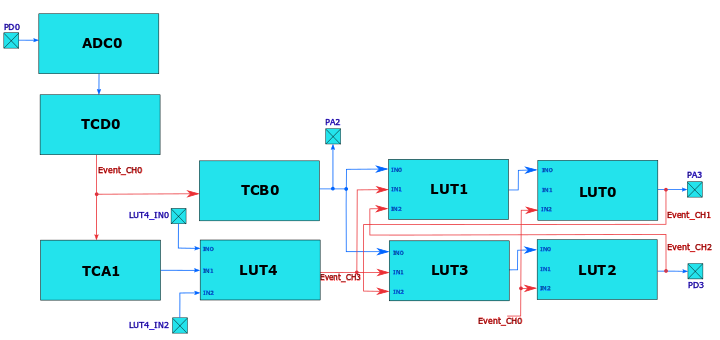 PD0
ADC0
TCD0
Event_CH0
PA2
TCB0
IN0
IN1
IN2
LUT1
IN0
IN1
IN2
LUT0
PA3
Event_CH1
LUT4_IN0
TCA1
IN0
IN1
IN2
LUT4
Event_CH3
IN0
IN1
IN2
LUT3
IN0
IN1
IN2
LUT2
Event_CH2
PD3
LUT4_IN2
Event_CH0